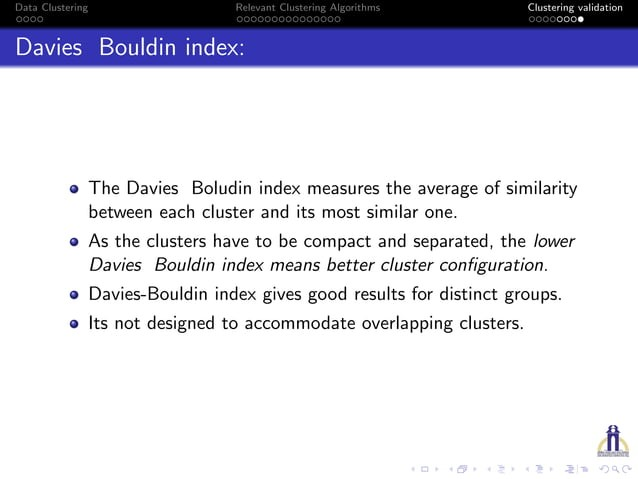 Data Clustering
Relevant Clustering Algorithms
Clustering validation
Davies Bouldin index:
The Davies Boludin index measures the average of similarity
between each cluster and its most similar one.
As the clusters have to be compact and separated, the lower
Davies Bouldin index means better cluster configuration.
Davies-Bouldin index gives good results for distinct groups.
Its not designed to accommodate overlapping clusters.